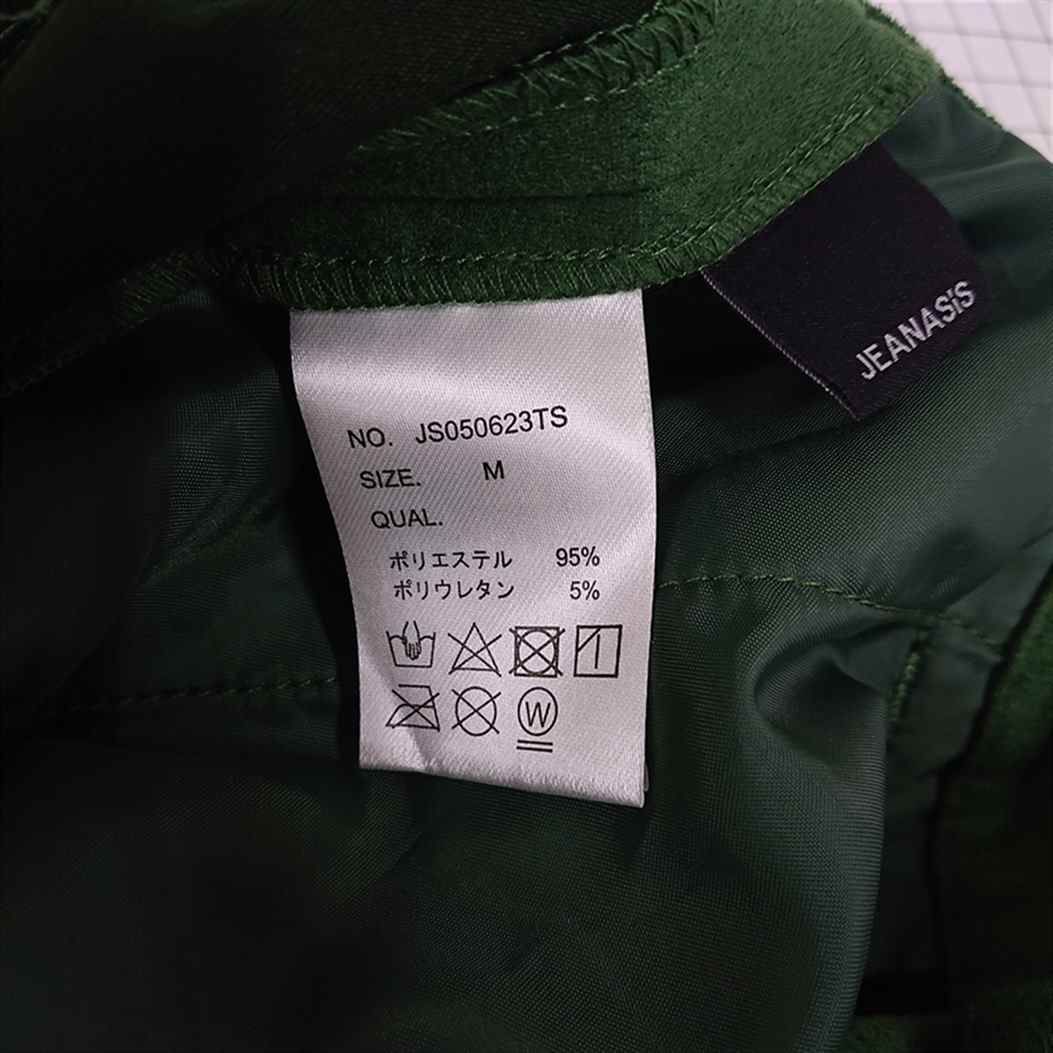 JEANASiS
NO. JS050623TS
SIZE. M
QUAL.
ポリエステル 95%
ポリウレタン 5%
W